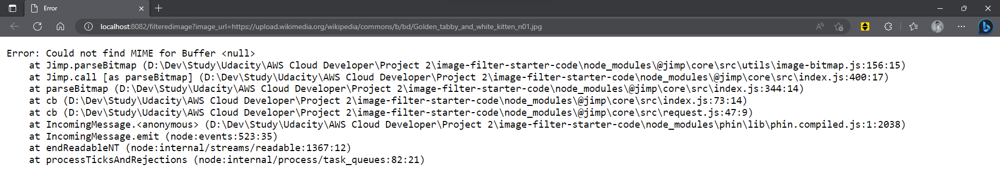 Error
localhost:8082/filteredimage?image_url=https://upload.wikimedia.org/wikipedia/commons/b/bd/Golden_tabby_and_white_kitten_n01.jpg
Error: Could not find MIME for Buffer <null>
at Jimp.parseBitmap (D:\Dev\Study\Udacity\AWS Cloud Developer\Project 2\image-filter-starter-code\node_modules\@jimp\core\src\utils\image-bitmap.js:156:15)
at Jimp.call [as parseBitmap] (D:\Dev\Study\Udacity\AWS Cloud Developer\Project 2\image-filter-starter-code\node_modules\@jimp\core\src\index.js:400:17)
at parseBitmap (D:\Dev\Study\Udacity\AWS Cloud Developer\Project 2\image-filter-starter-code\node_modules\@jimp\core\src\index.js:344:14)
at cb (D:\Dev\Study\Udacity\AWS Cloud Developer\Project 2\image-filter-starter-code\node_modules\@jimp\core\src\index.js:73:14)
at cb (D:\Dev\Study\Udacity\AWS Cloud Developer\Project 2\image-filter-starter-code\node_modules\@jimp\core\src\request.js:47:9)
at IncomingMessage.<anonymous> (D:\Dev\Study\Udacity\AWS Cloud Developer\Project 2\image-filter-starter-code\node_modules\phin\lib\phin.compiled.js:1:2038)
at IncomingMessage.emit (node:events:523:35)
at endReadableNT (node:internal/streams/readable:1367:12)
at processTicksAndRejections (node:internal/process/task_queues:82:21)